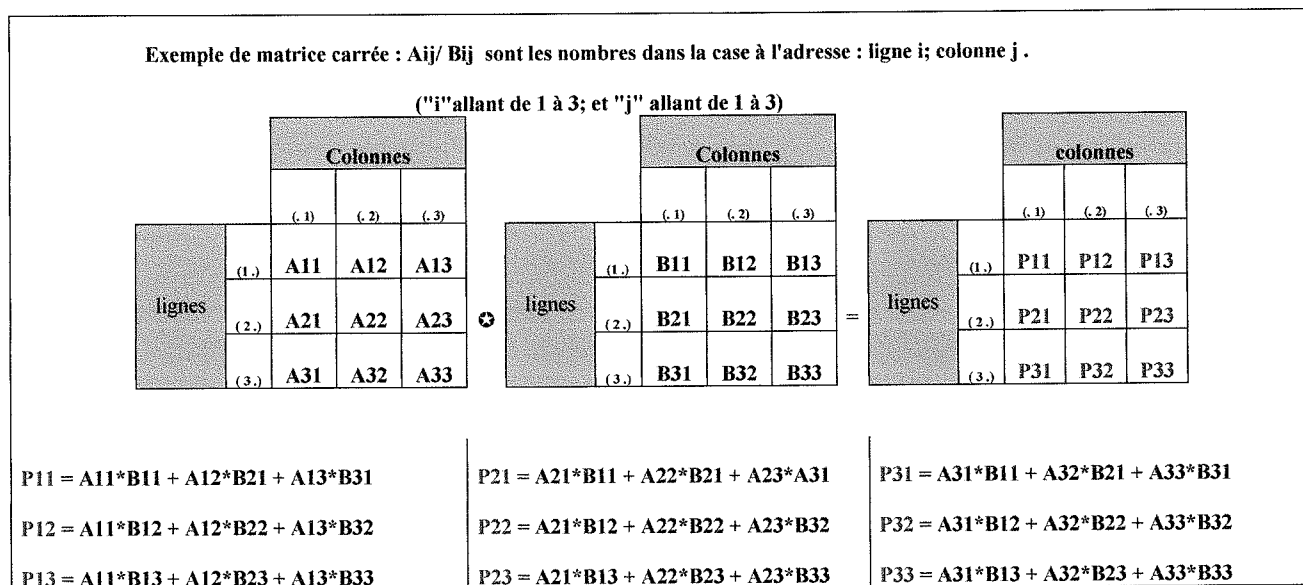 Exemple de matrice carrée : Aij/ Bij sont les nombres dans la case à l'adresse : ligne i; colonne j .
("i"allant de 1 à 3; et "j" allant de 1 à 3)
Colonnes Colonnes colonnes
(. 1) (. 2) (. 3) (. 1) (. 2) (. 3) (. 1) (. 2) (. 3)
lignes (1.) A11 A12 A13 lignes (1.) B11 B12 B13 lignes (1.) P11 P12 P13
(2.) A21 A22 A23 ✪ (2.) B21 B22 B23 = (2.) P21 P22 P23
(3.) A31 A32 A33 (3.) B31 B32 B33 (3.) P31 P32 P33
P11 = A11*B11 + A12*B21 + A13*B31
P12 = A11*B12 + A12*B22 + A13*B32
P13 = A11*B13 + A12*B23 + A13*B33
P21 = A21*B11 + A22*B21 + A23*A31
P22 = A21*B12 + A22*B22 + A23*B32
P23 = A21*B13 + A22*B23 + A23*B33
P31 = A31*B11 + A32*B21 + A33*B31
P32 = A31*B12 + A32*B22 + A33*B32
P33 = A31*B13 + A32*B23 + A33*B33